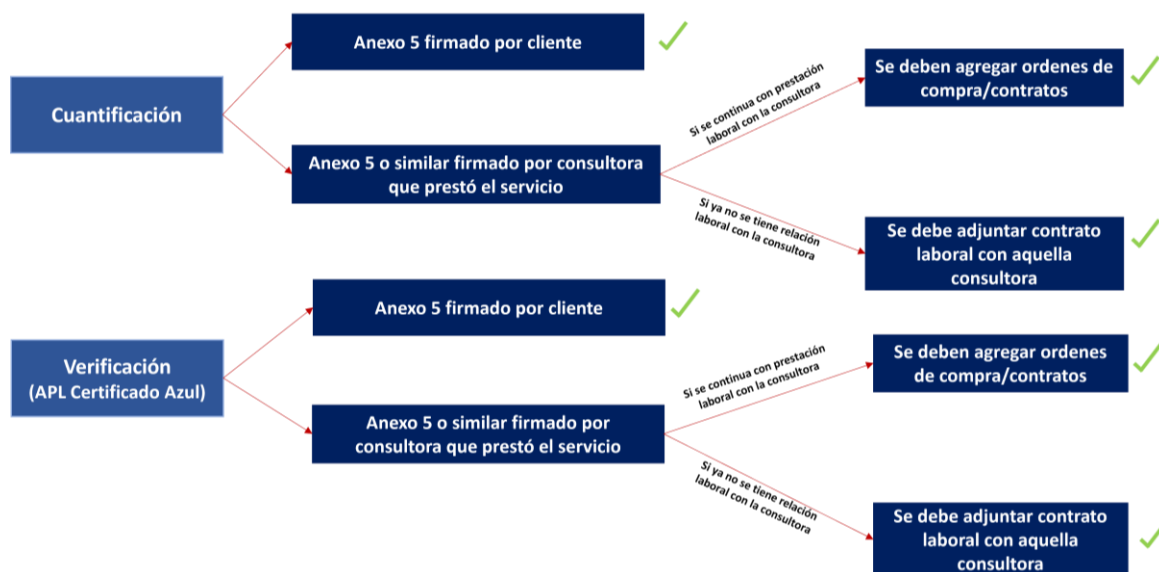 Cuantificación
Anexo 5 firmado por cliente
Anexo 5 o similar firmado por consultora
que prestó el servicio
Si se continua con prestación
laboral con la consultora
Se deben agregar ordenes de
compra/contratos
Si ya no se tiene relación
laboral con la consultora
Se debe adjuntar contrato
laboral con aquella
consultora
Verificación
(APL Certificado Azul)
Anexo 5 firmado por cliente
Anexo 5 o similar firmado por
consultora que prestó el servicio
Si se continua con prestación
laboral con la consultora
Se deben agregar ordenes
de compra/contratos
Si ya no se tiene relación
laboral con la consultora
Se debe adjuntar contrato
laboral con aquella
consultora